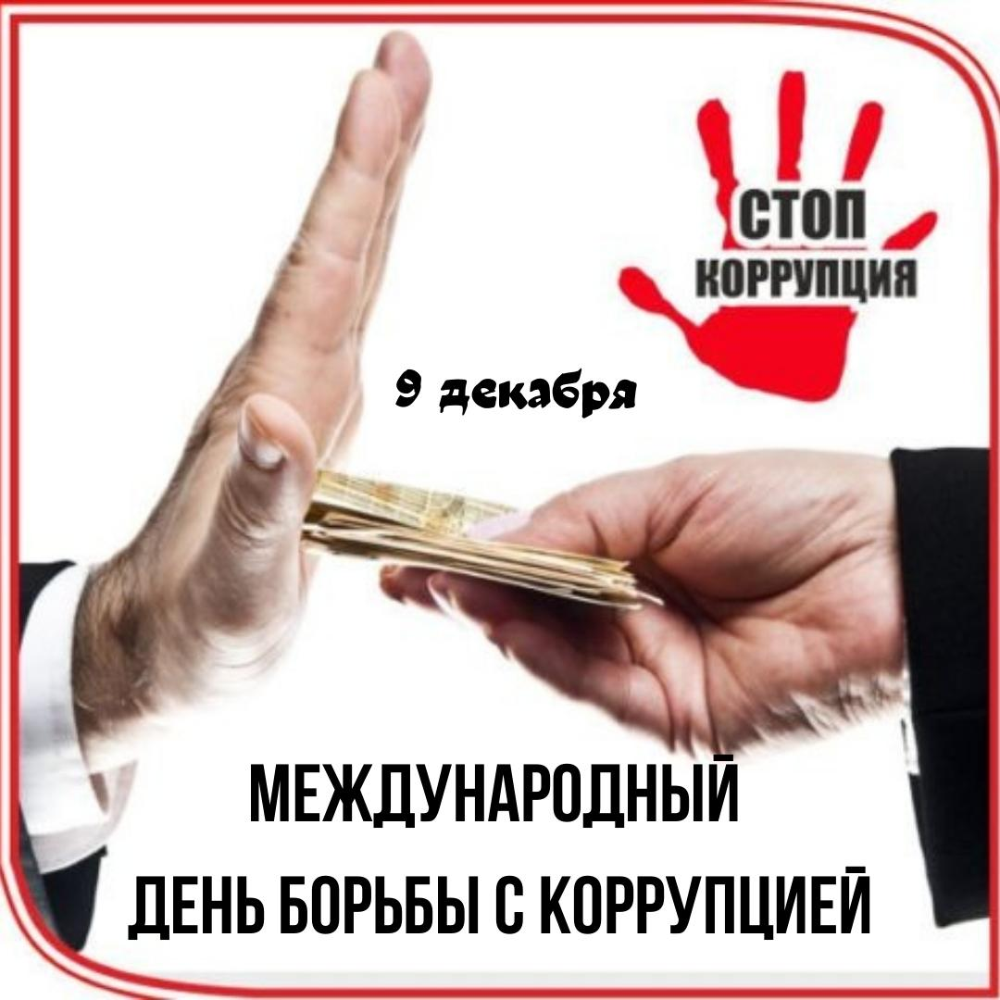 СТОП
КОРРУПЦИЯ
9 декабря
МЕЖДУНАРОДНЫЙ
ДЕНЬ БОРЬБЫ С КОРРУПЦИЕЙ